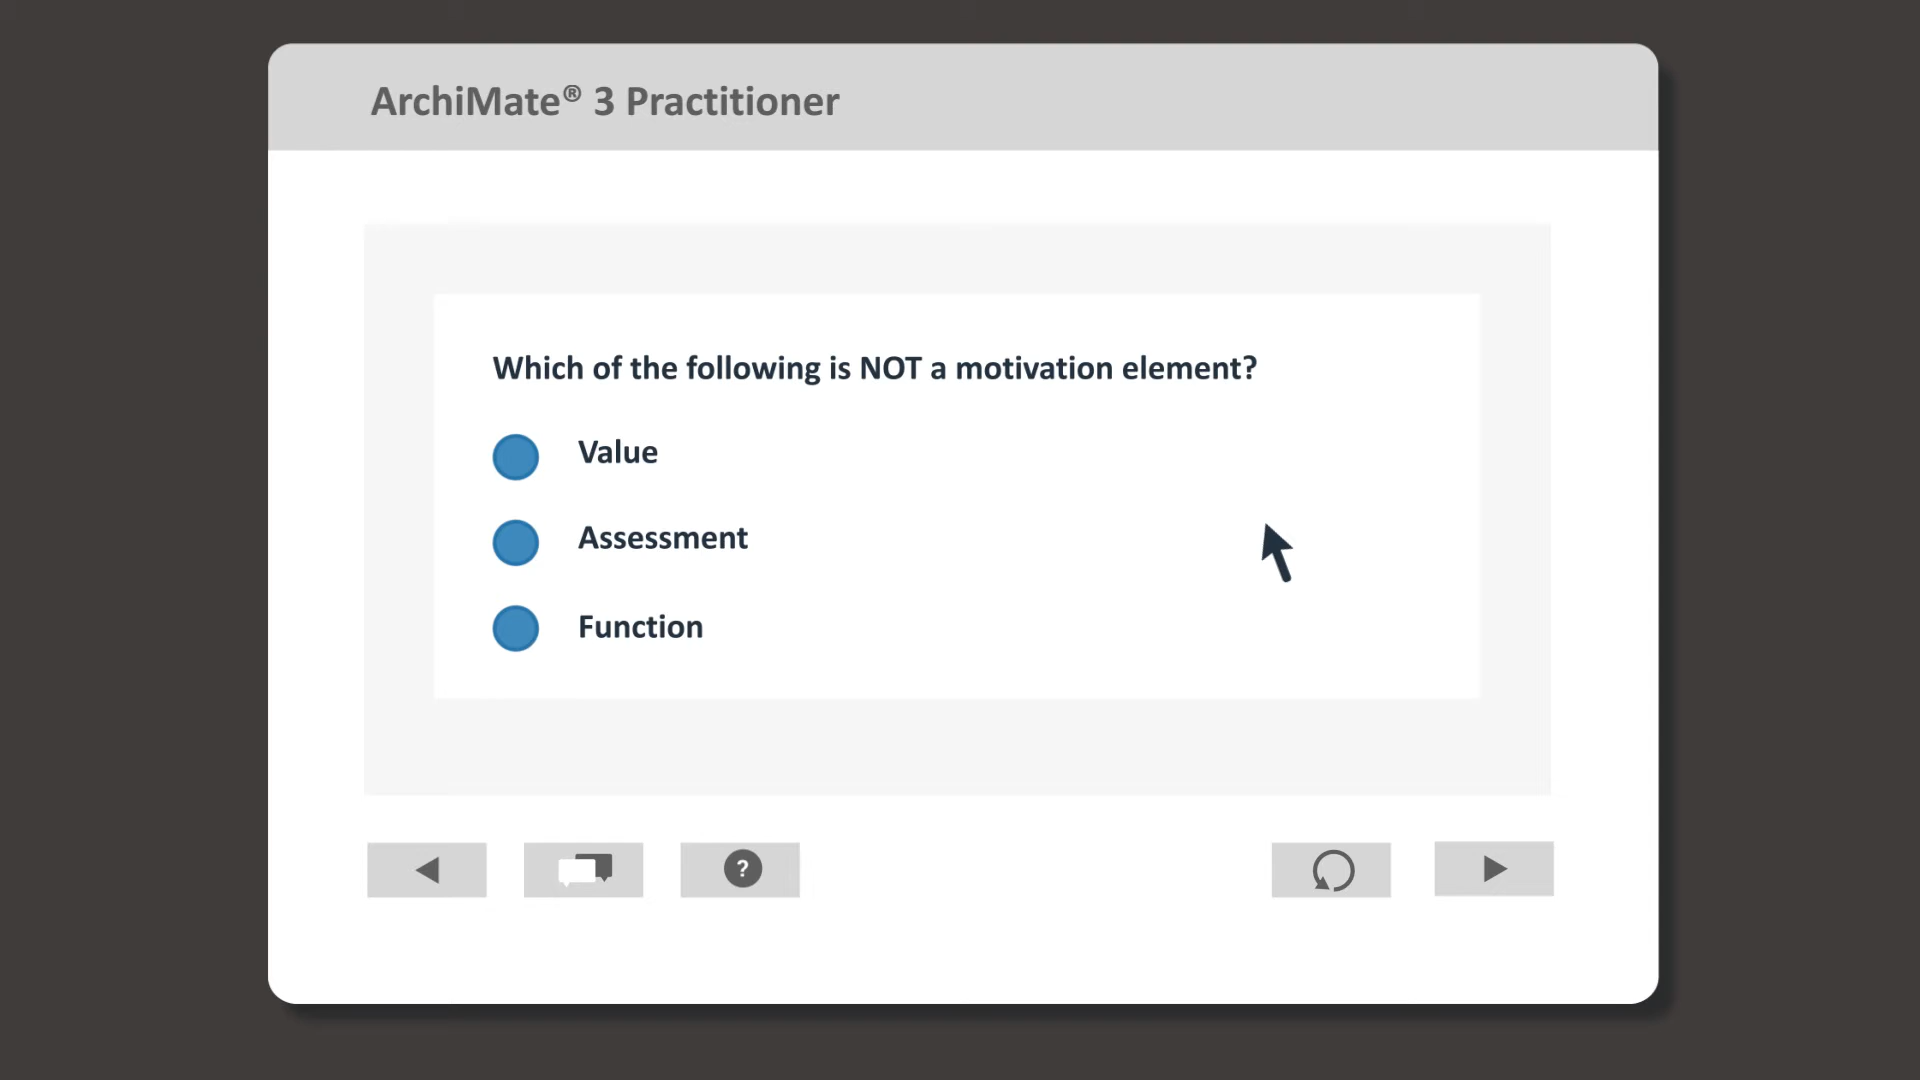 ArchiMate® 3 Practitioner
Which of the following is NOT a motivation element?
Value
Assessment
Function
?